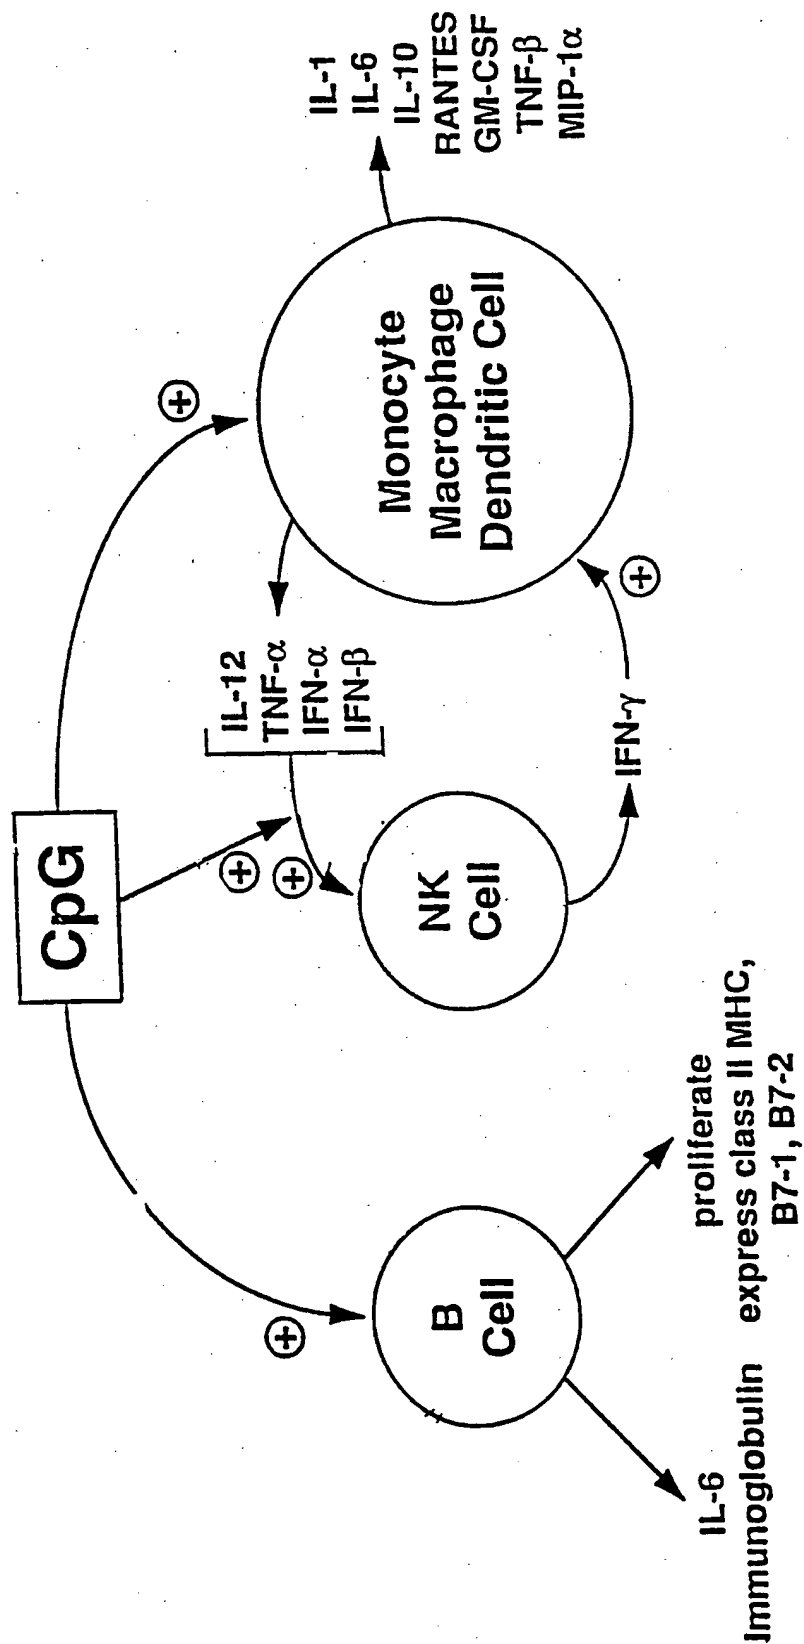 CpG
+
+
+
+
+
B
Cell
IL-6
Immunoglobulin
proliferate
express class II MHC,
B7-1, B7-2
NK
Cell
IL-12
TNF-α
IFN-α
IFN-β
IFN-γ
Monocyte
Macrophage
Dendritic Cell
IL-1
IL-6
IL-10
RANTES
GM-CSF
TNF-β
MIP-1α